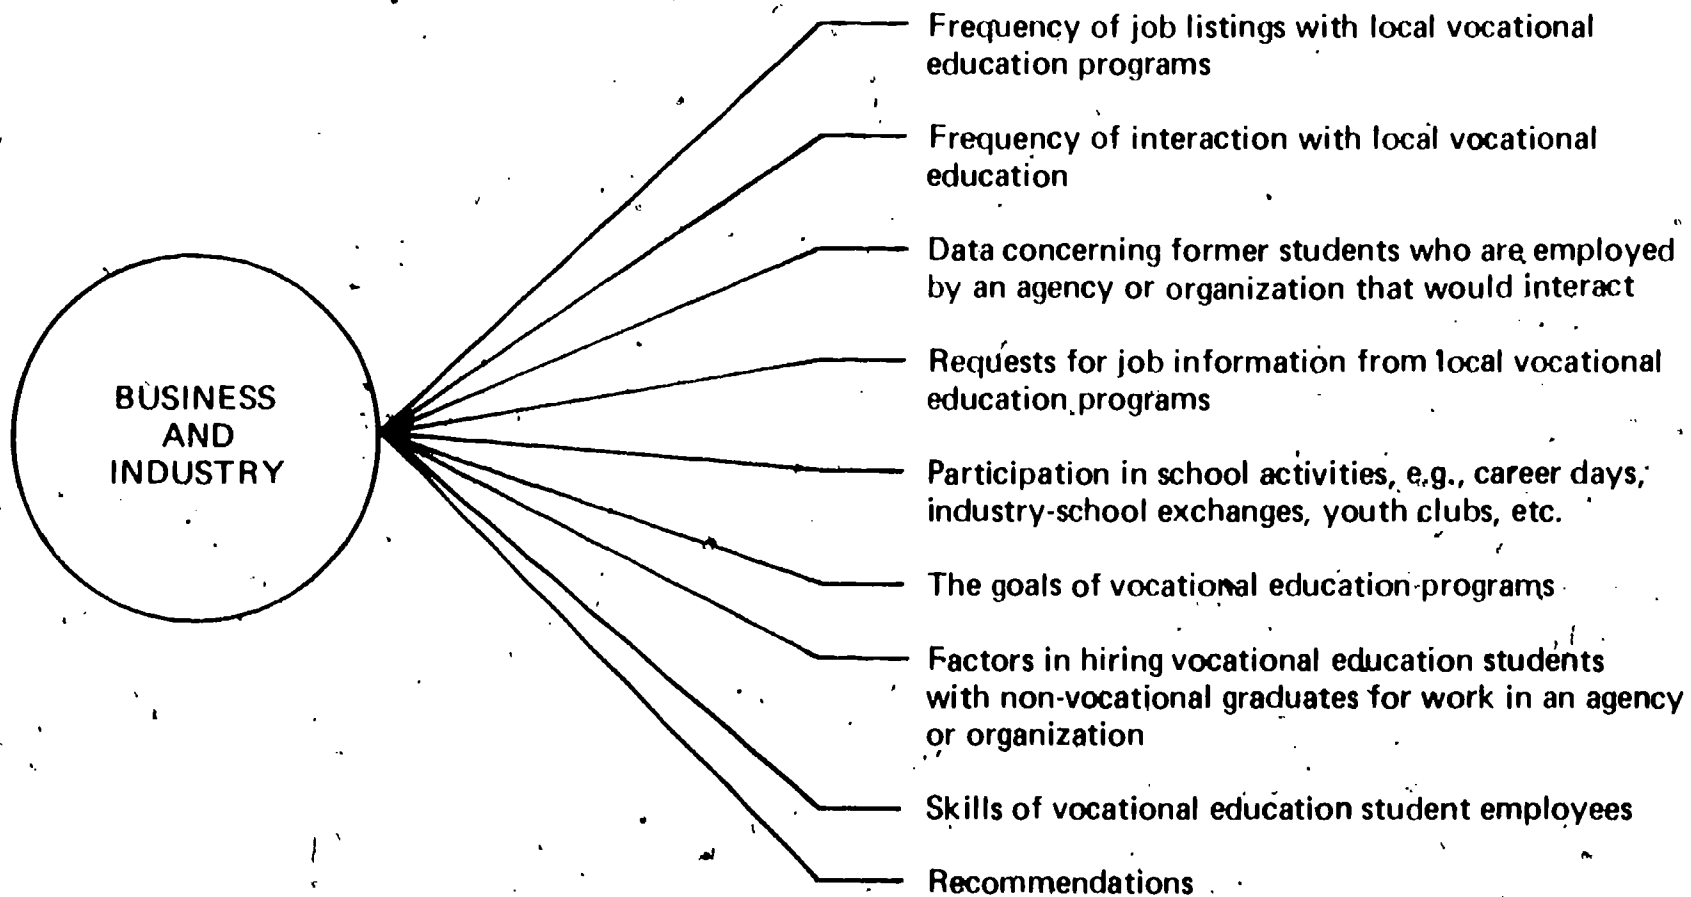 Frequency of job listings with local vocational
education programs
Frequency of interaction with local vocational
education
Data concerning former students who are employed
by an agency or organization that would interact
BUSINESS
AND
INDUSTRY
Requests for job information from local vocational
education programs
Participation in school activities, e.g., career days,
industry-school exchanges, youth clubs, etc.
The goals of vocational education programs
Factors in hiring vocational education students
with non-vocational graduates for work in an agency
or organization
Skills of vocational education student employees
Recommendations